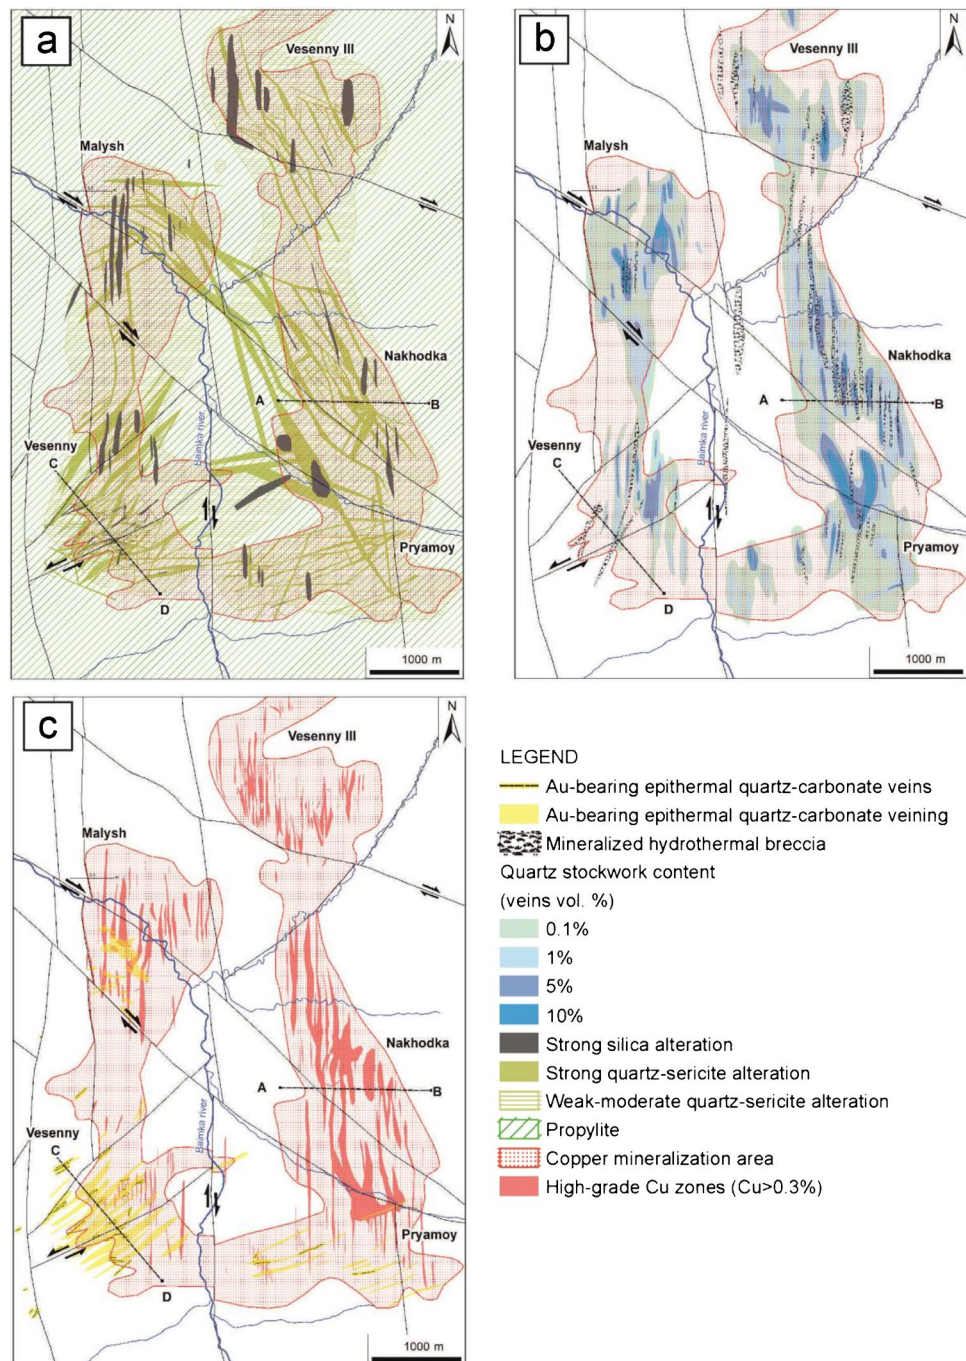 a
N
Vesenny III
Malysh
Nakhodka
A
B
Vesenny
C
Baimka river
Pryamoy
D
1000 m
b
N
Vesenny III
Malysh
Nakhodka
A
B
Vesenny
C
Baimka river
Pryamoy
D
1000 m
c
N
Vesenny III
Malysh
Nakhodka
A
B
Vesenny
C
Baimka river
Pryamoy
D
1000 m
LEGEND
Au-bearing epithermal quartz-carbonate veins
Au-bearing epithermal quartz-carbonate veining
Mineralized hydrothermal breccia
Quartz stockwork content
(veins vol. %)
0.1%
1%
5%
10%
Strong silica alteration
Strong quartz-sericite alteration
Weak-moderate quartz-sericite alteration
Propylite
Copper mineralization area
High-grade Cu zones (Cu>0.3%)